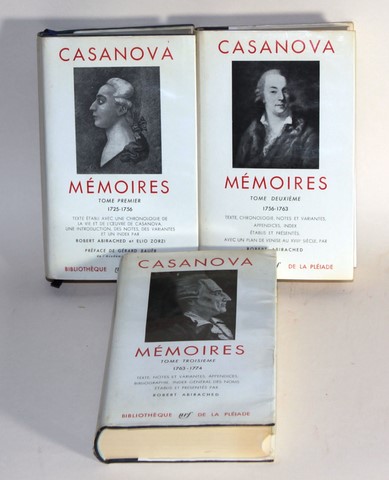 CASANOVA
MÉMOIRES
TOME PREMIER
1725-1756
TEXTE ÉTABLI AVEC UNE CHRONOLOGIE DE
LA VIE ET DE L'ŒUVRE DE CASANOVA,
UNE INTRODUCTION, DES NOTES, DES VARIANTES
ET UN INDEX PAR
ROBERT ABIRACHED et ELIO ZORZI
PRÉFACE DE GÉRARD BAUËR
BIBLIOTHÈQUE nrf
CASANOVA
MÉMOIRES
TOME DEUXIÈME
1756-1763
TEXTE, CHRONOLOGIE, NOTES ET VARIANTES,
APPENDICES, INDEX
ÉTABLIS ET PRÉSENTÉS,
AVEC UN PLAN DE VENISE AU XVIIIe SIÈCLE, PAR
ROBERT ABIRACHED
nrf DE LA PLÉIADE
CASANOVA
MÉMOIRES
TOME TROISIÈME
1763-1774
TEXTE, NOTES ET VARIANTES, APPENDICES,
BIBLIOGRAPHIE, INDEX GÉNÉRAL DES NOMS,
ÉTABLIS ET PRÉSENTÉS PAR
ROBERT ABIRACHED
BIBLIOTHÈQUE nrf DE LA PLÉIADE